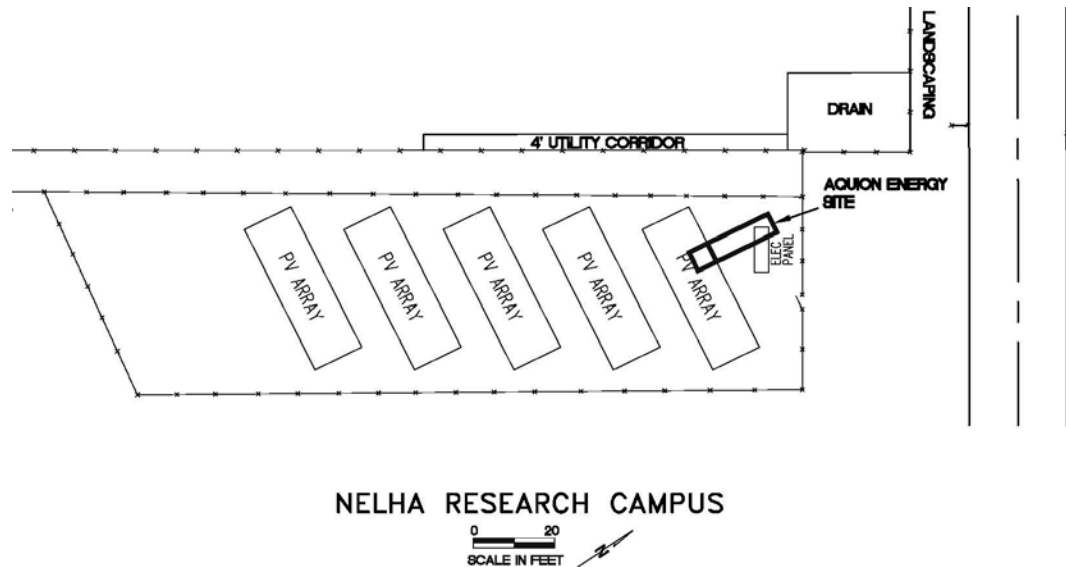 LANDSCAPING
DRAIN
4' UTILITY CORRIDOR
AQUION ENERGY
SITE
ELEC
PANEL
PV ARRAY
PV ARRAY
PV ARRAY
PV ARRAY
PV ARRAY
NELHA RESEARCH CAMPUS
0 20
SCALE IN FEET
N